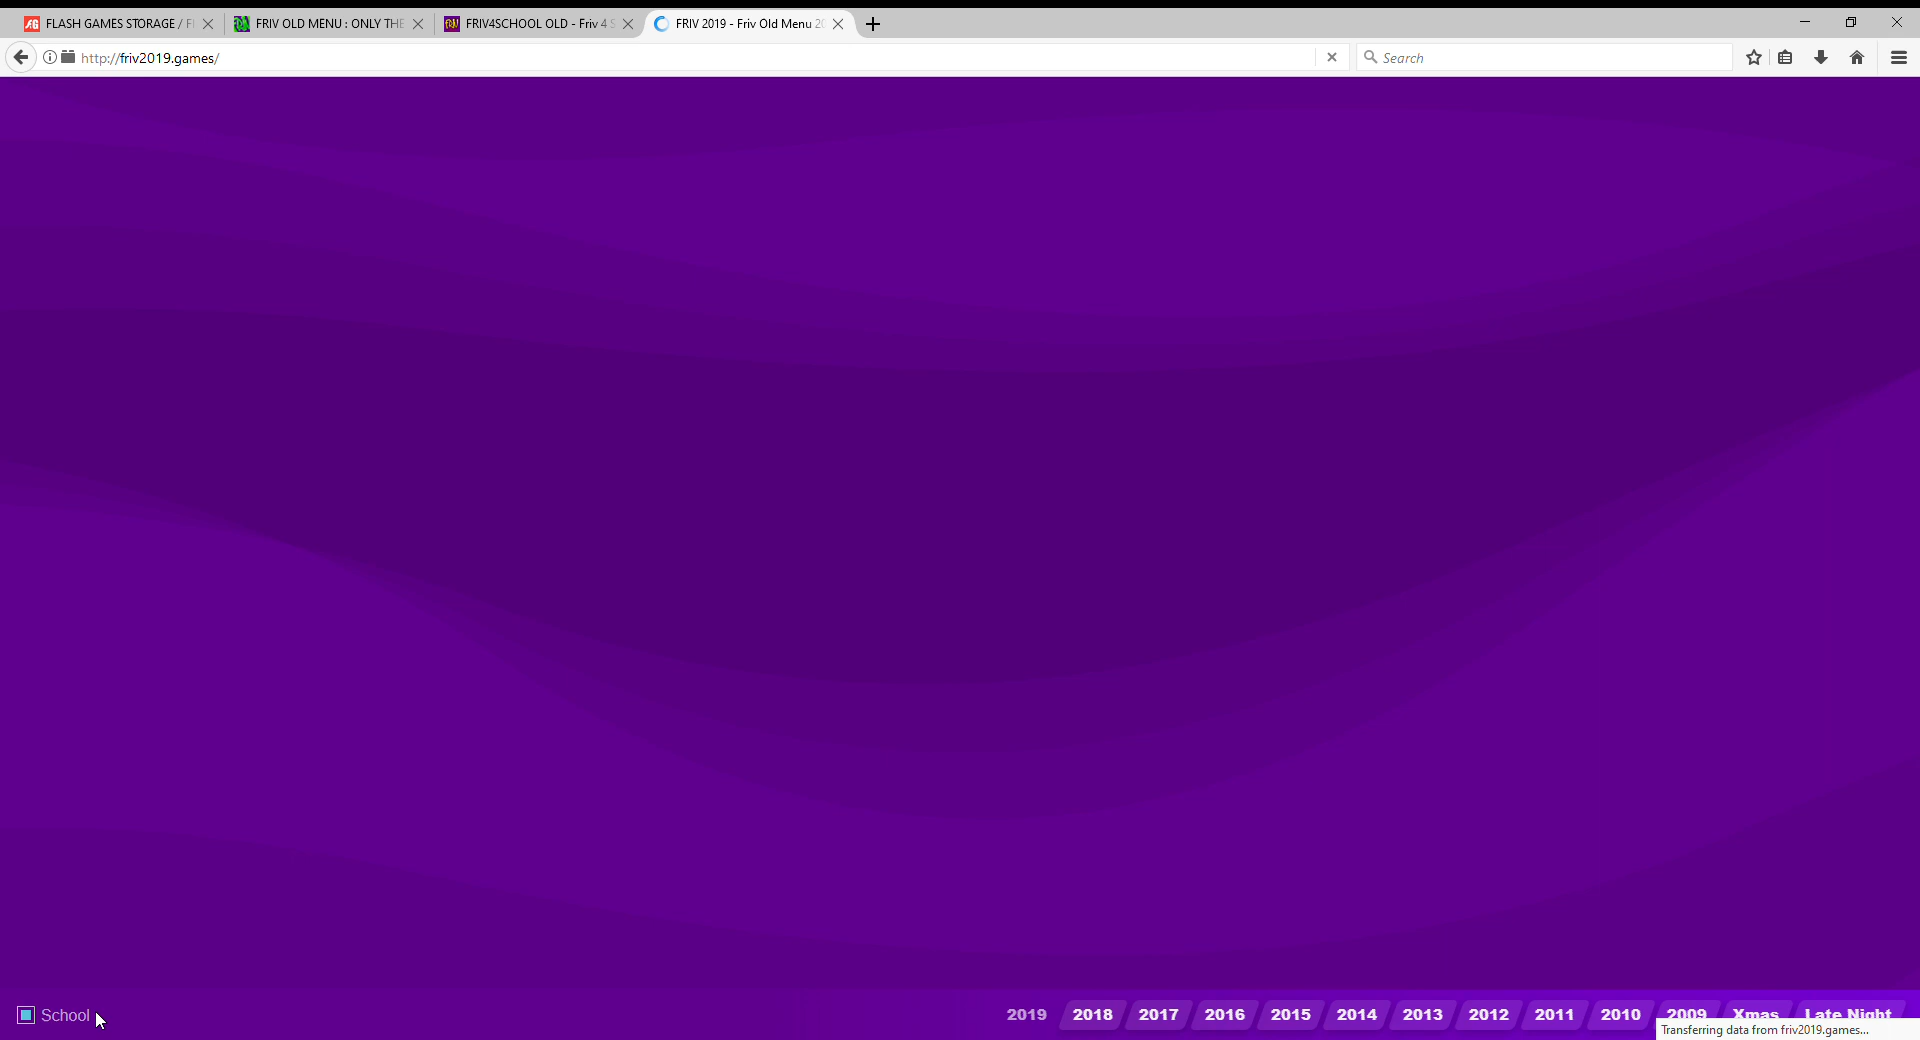 FLASH GAMES STORAGE / F
FRIV OLD MENU : ONLY THE
FRIV4SCHOOL OLD - Friv 4 S
FRIV 2019 - Friv Old Menu 20
http://friv2019.games/
Search
School
2019 2018 2017 2016 2015 2014 2013 2012 2011 2010 2009 Xmas Late Night
Transferring data from friv2019.games...